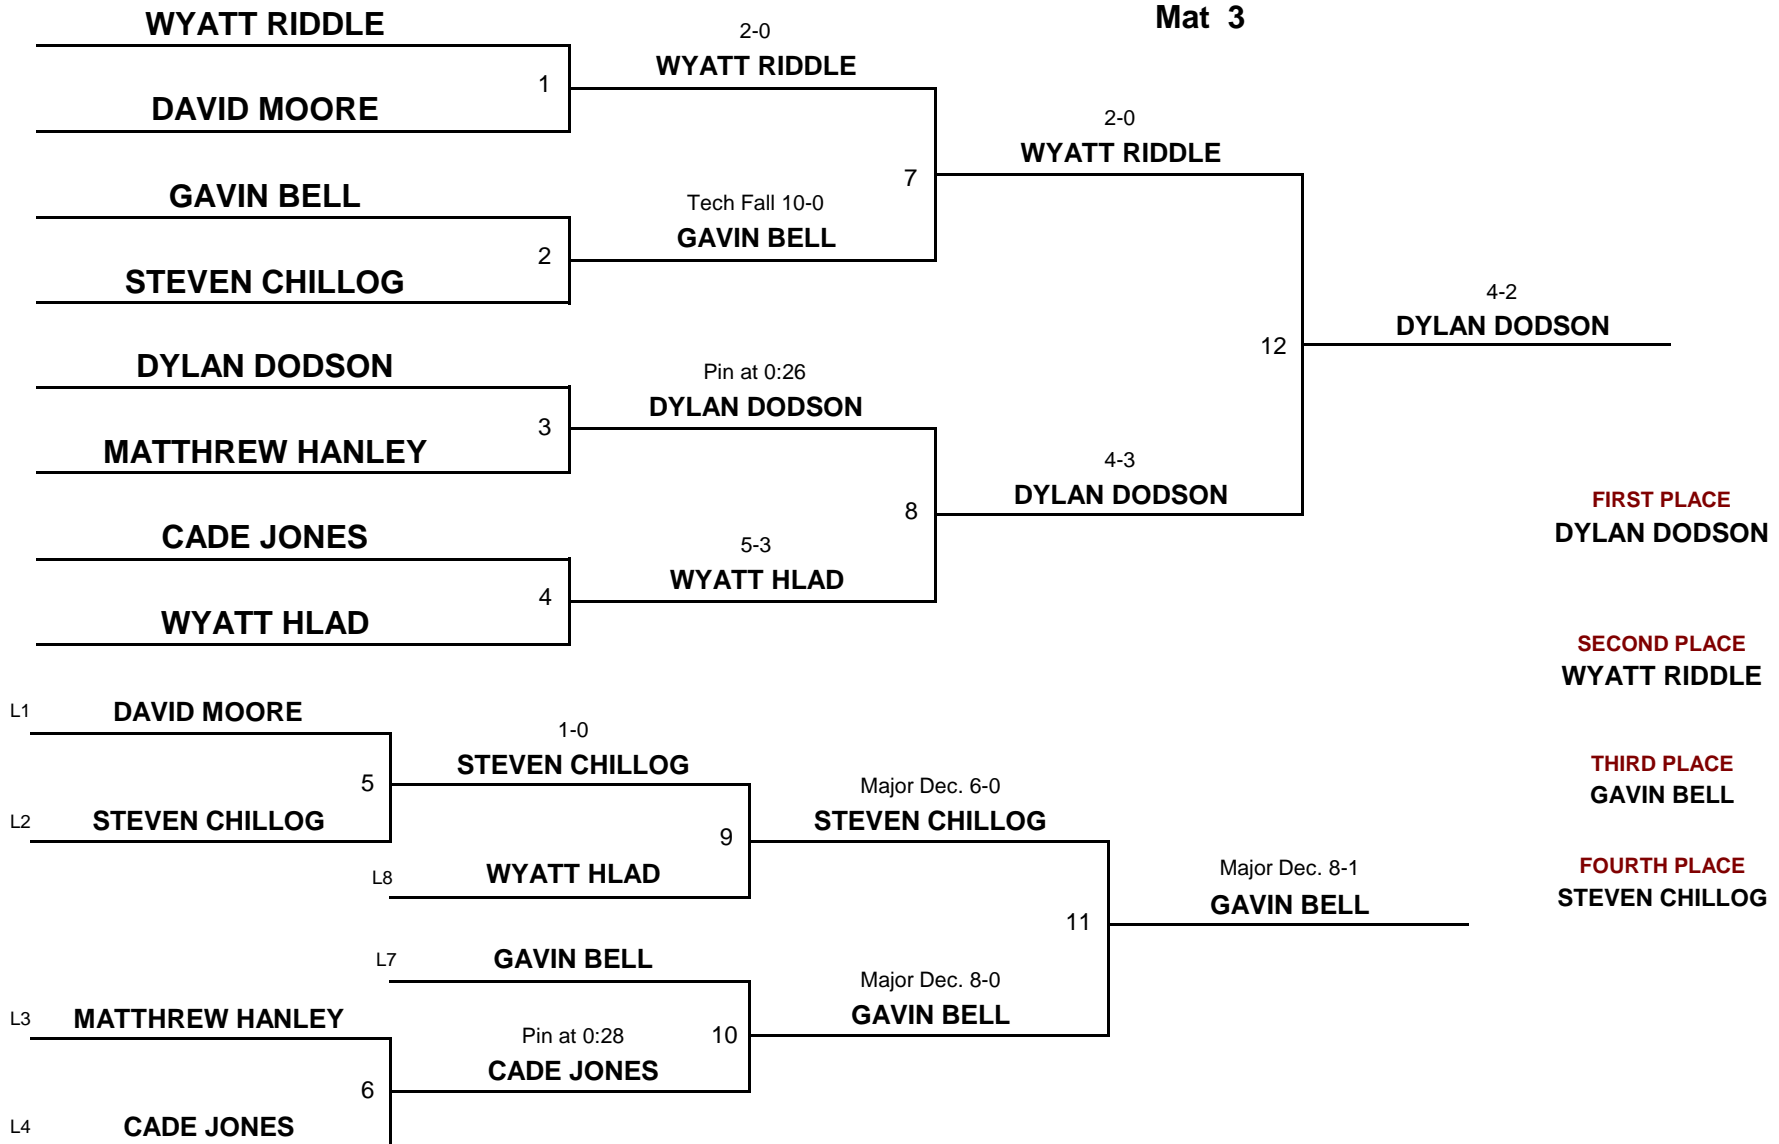 Mat 3
WYATT RIDDLE
2-0
WYATT RIDDLE
1
DAVID MOORE
2-0
WYATT RIDDLE
7
GAVIN BELL
Tech Fall 10-0
GAVIN BELL
2
STEVEN CHILLOG
4-2
DYLAN DODSON
12
DYLAN DODSON
Pin at 0:26
DYLAN DODSON
3
MATTHREW HANLEY
4-3
DYLAN DODSON
8
FIRST PLACE
DYLAN DODSON
CADE JONES
5-3
WYATT HLAD
4
WYATT HLAD
SECOND PLACE
WYATT RIDDLE
L1 DAVID MOORE
1-0
STEVEN CHILLOG
5
L2 STEVEN CHILLOG
Major Dec. 6-0
STEVEN CHILLOG
9
L8 WYATT HLAD
THIRD PLACE
GAVIN BELL
Major Dec. 8-1
GAVIN BELL
11
FOURTH PLACE
STEVEN CHILLOG
L7 GAVIN BELL
Major Dec. 8-0
GAVIN BELL
10
L3 MATTHREW HANLEY
Pin at 0:28
CADE JONES
6
L4 CADE JONES